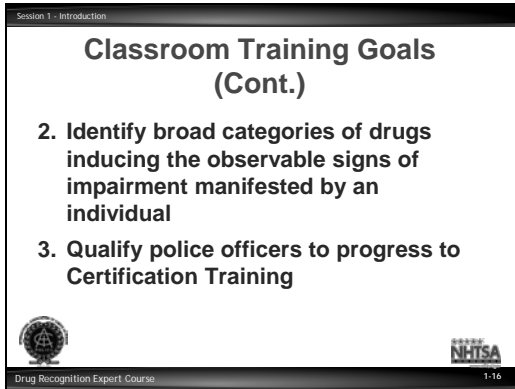 Session 1 - Introduction
Classroom Training Goals
(Cont.)
2. Identify broad categories of drugs
inducing the observable signs of
impairment manifested by an
individual
3. Qualify police officers to progress to
Certification Training
NHTSA
Drug Recognition Expert Course
1-16